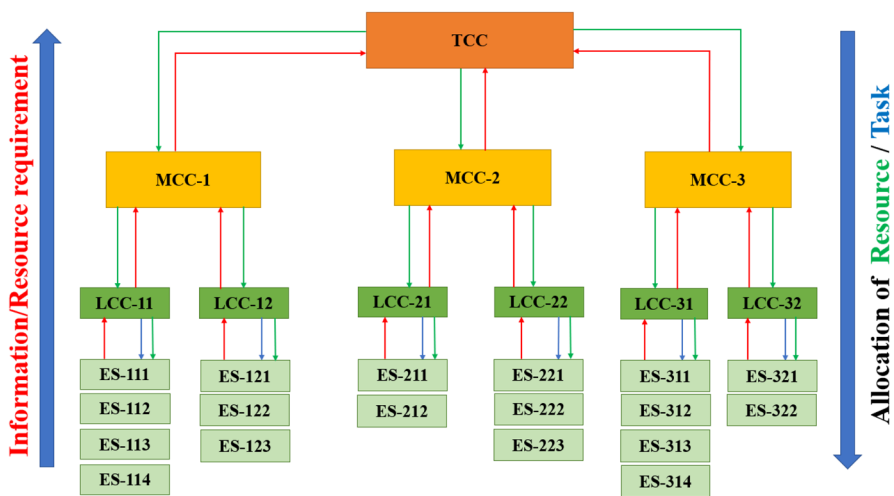 Information/Resource requirement
TCC
MCC-1
MCC-2
MCC-3
LCC-11
LCC-12
LCC-21
LCC-22
LCC-31
LCC-32
ES-111
ES-112
ES-113
ES-114
ES-121
ES-122
ES-123
ES-211
ES-212
ES-221
ES-222
ES-223
ES-311
ES-312
ES-313
ES-314
ES-321
ES-322
Allocation of Resource / Task